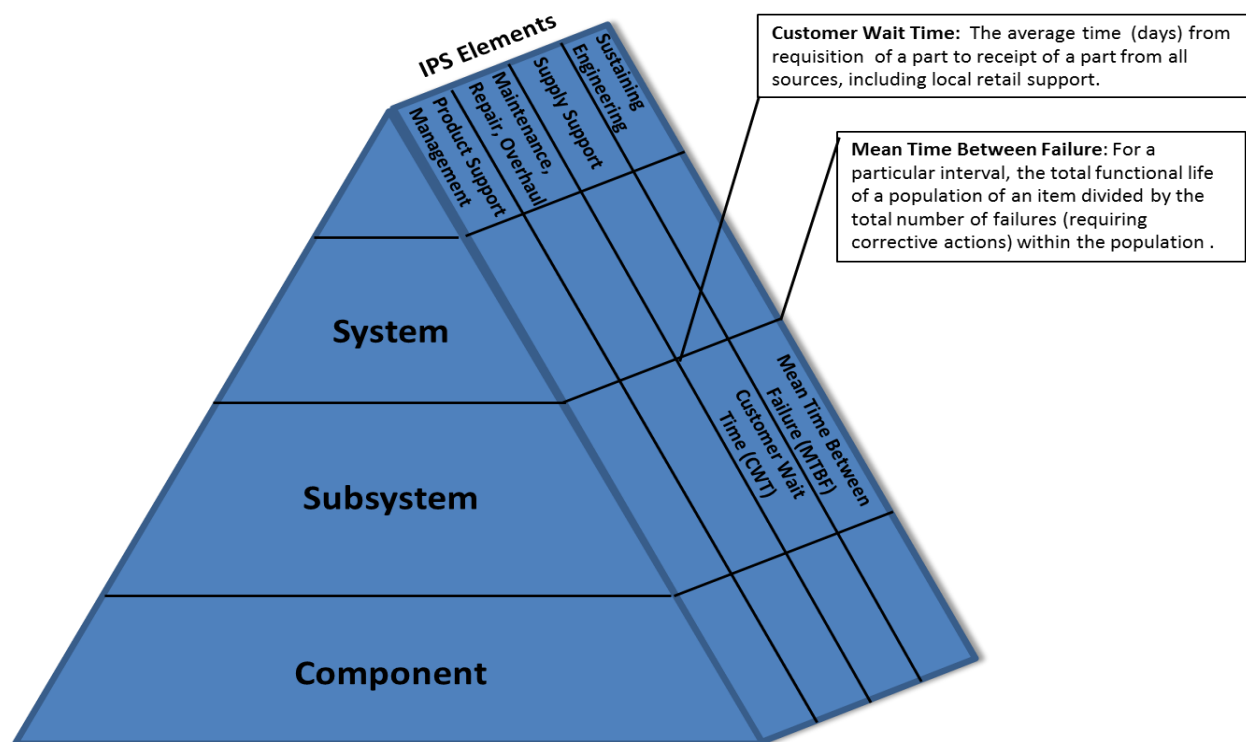 IPS Elements
Product Support
Management
Maintenance,
Repair, Overhaul
Supply Support
Sustaining
Engineering
Customer Wait Time: The average time (days) from
requisition of a part to receipt of a part from all
sources, including local retail support.
Mean Time Between Failure: For a
particular interval, the total functional life
of a population of an item divided by the
total number of failures (requiring
corrective actions) within the population .
System
Subsystem
Customer Wait
Time (CWT)
Mean Time Between
Failure (MTBF)
Component